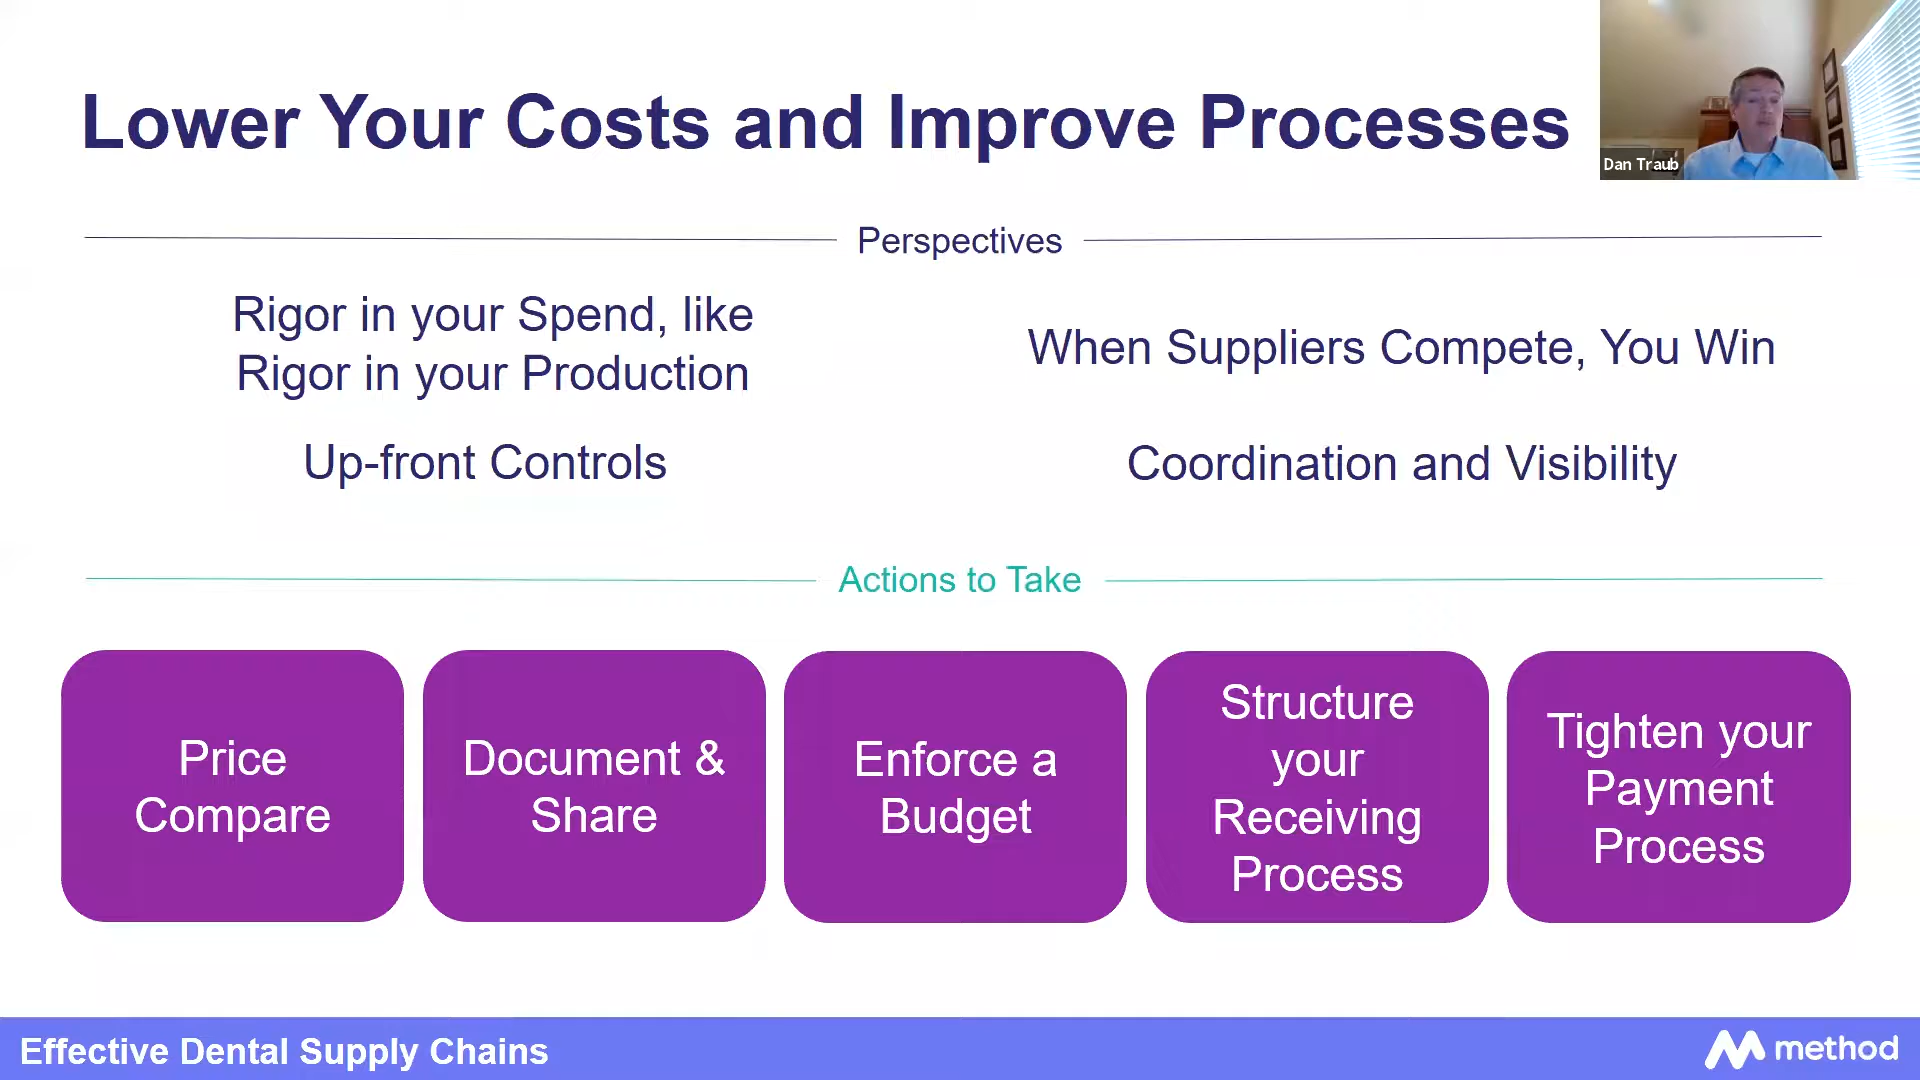 Lower Your Costs and Improve Processes
Dan Traub
Perspectives
Rigor in your Spend, like
Rigor in your Production
When Suppliers Compete, You Win
Up-front Controls
Coordination and Visibility
Actions to Take
Price
Compare
Document &
Share
Enforce a
Budget
Structure
your
Receiving
Process
Tighten your
Payment
Process
Effective Dental Supply Chains
method